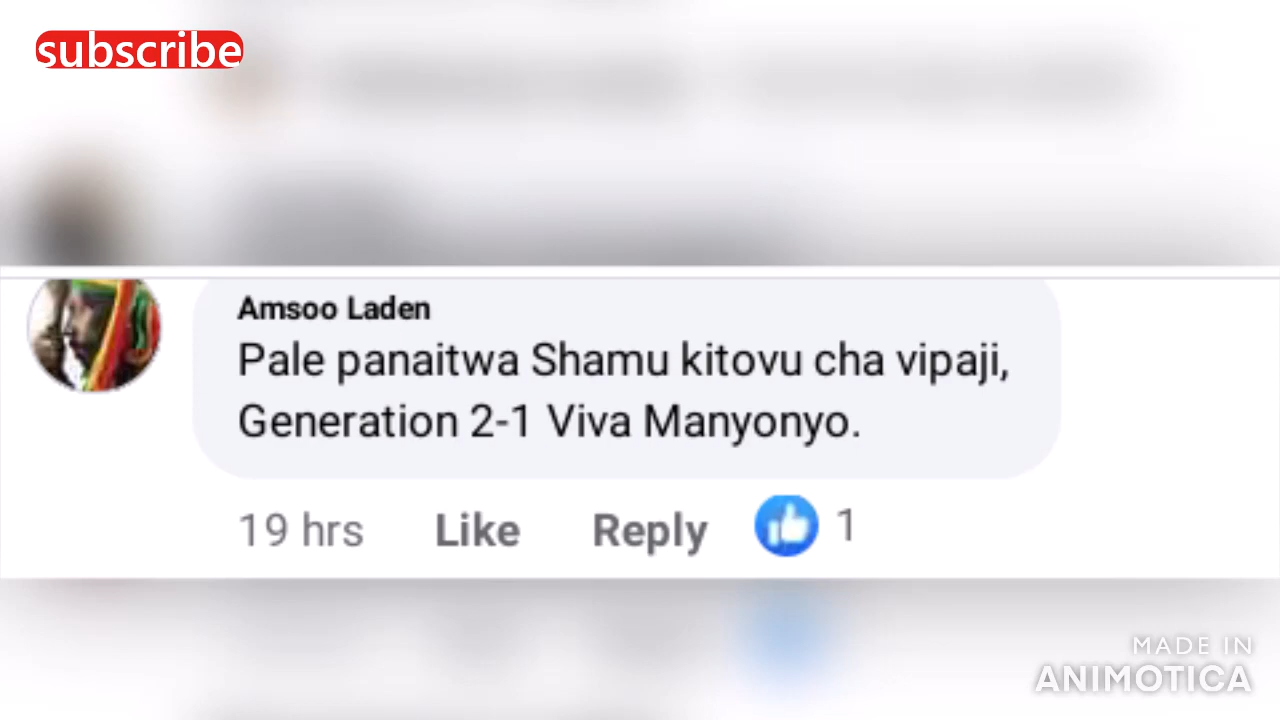 subscribe
Amsoo Laden
Pale panaitwa Shamu kitovu cha vipaji,
Generation 2-1 Viva Manyonyo.
19 hrs Like Reply 1
MADE IN
ANIMOTICA